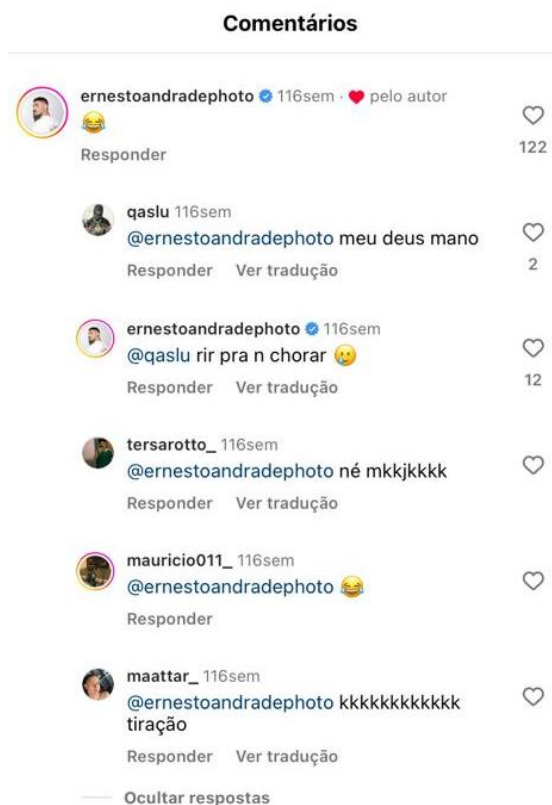 Comentários
ernestoandradephoto 116sem · ❤️ pelo autor
😂
122
Responder
qaslu 116sem
@ernestoandradephoto meu deus mano
2
Responder Ver tradução
ernestoandradephoto 116sem
@qaslu rir pra n chorar 🥲
12
Responder Ver tradução
tersarotto_ 116sem
@ernestoandradephoto né mkkjkkkk
Responder Ver tradução
mauricio011_ 116sem
@ernestoandradephoto 😂
Responder
maattar_ 116sem
@ernestoandradephoto kkkkkkkkkkkk
tiração
Responder Ver tradução
Ocultar respostas